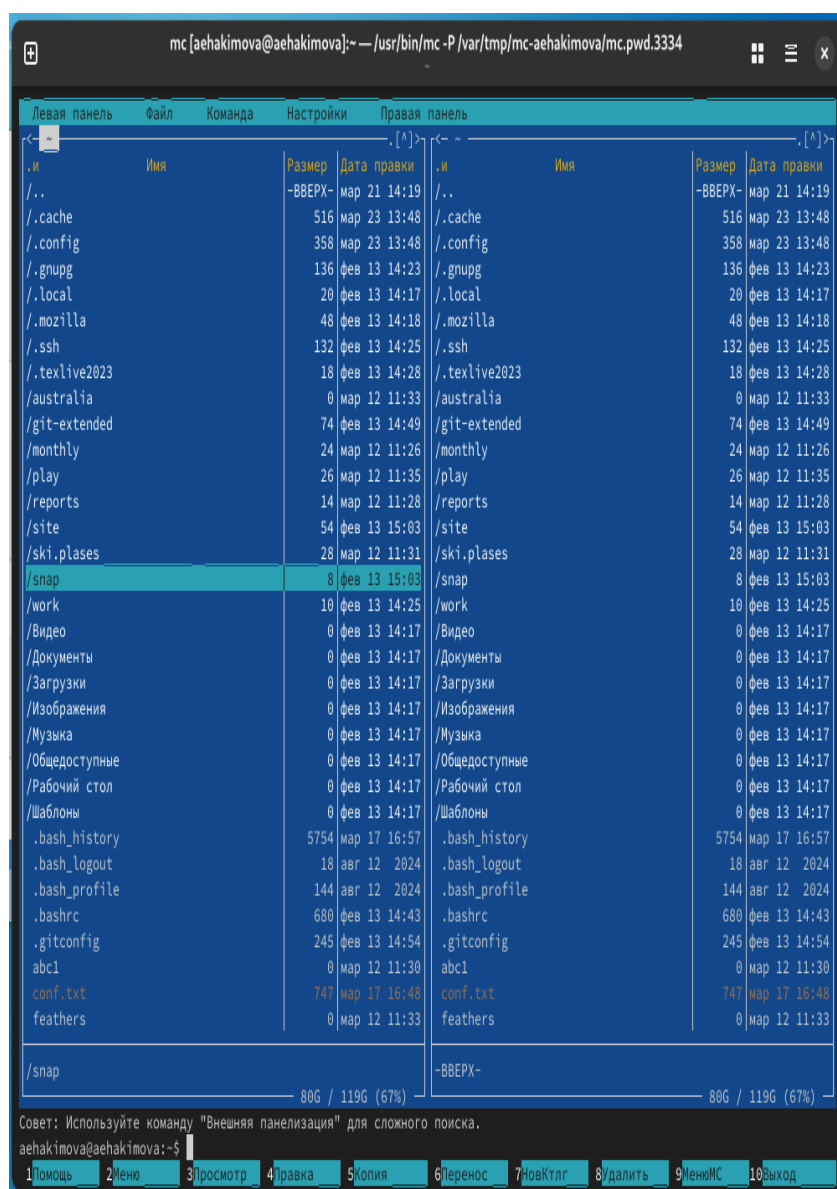 mc [aehakimova@aehakimova]:~ — /usr/bin/mc -P /var/tmp/mc-aehakimova/mc.pwd.3334
~
Левая панель Файл Команда Настройки Правая панель
<- ~ .[^]> <- ~ .[^]>
.и Имя Размер Дата правки .и Имя Размер Дата правки
/.. -ВВЕРХ- мар 21 14:19 /.. -ВВЕРХ- мар 21 14:19
/.cache 516 мар 23 13:48 /.cache 516 мар 23 13:48
/.config 358 мар 23 13:48 /.config 358 мар 23 13:48
/.gnupg 136 фев 13 14:23 /.gnupg 136 фев 13 14:23
/.local 20 фев 13 14:17 /.local 20 фев 13 14:17
/.mozilla 48 фев 13 14:18 /.mozilla 48 фев 13 14:18
/.ssh 132 фев 13 14:25 /.ssh 132 фев 13 14:25
/.texlive2023 18 фев 13 14:28 /.texlive2023 18 фев 13 14:28
/australia 0 мар 12 11:33 /australia 0 мар 12 11:33
/git-extended 74 фев 13 14:49 /git-extended 74 фев 13 14:49
/monthly 24 мар 12 11:26 /monthly 24 мар 12 11:26
/play 26 мар 12 11:35 /play 26 мар 12 11:35
/reports 14 мар 12 11:28 /reports 14 мар 12 11:28
/site 54 фев 13 15:03 /site 54 фев 13 15:03
/ski.plases 28 мар 12 11:31 /ski.plases 28 мар 12 11:31
/snap 8 фев 13 15:03 /snap 8 фев 13 15:03
/work 10 фев 13 14:25 /work 10 фев 13 14:25
/Видео 0 фев 13 14:17 /Видео 0 фев 13 14:17
/Документы 0 фев 13 14:17 /Документы 0 фев 13 14:17
/Загрузки 0 фев 13 14:17 /Загрузки 0 фев 13 14:17
/Изображения 0 фев 13 14:17 /Изображения 0 фев 13 14:17
/Музыка 0 фев 13 14:17 /Музыка 0 фев 13 14:17
/Общедоступные 0 фев 13 14:17 /Общедоступные 0 фев 13 14:17
/Рабочий стол 0 фев 13 14:17 /Рабочий стол 0 фев 13 14:17
/Шаблоны 0 фев 13 14:17 /Шаблоны 0 фев 13 14:17
.bash_history 5754 мар 17 16:57 .bash_history 5754 мар 17 16:57
.bash_logout 18 авг 12 2024 .bash_logout 18 авг 12 2024
.bash_profile 144 авг 12 2024 .bash_profile 144 авг 12 2024
.bashrc 680 фев 13 14:43 .bashrc 680 фев 13 14:43
.gitconfig 245 фев 13 14:54 .gitconfig 245 фев 13 14:54
abc1 0 мар 12 11:30 abc1 0 мар 12 11:30
conf.txt 747 мар 17 16:48 conf.txt 747 мар 17 16:48
feathers 0 мар 12 11:33 feathers 0 мар 12 11:33
/snap -ВВЕРХ-
80G / 119G (67%) 80G / 119G (67%)
Совет: Используйте команду "Внешняя панелизация" для сложного поиска.
aehakimova@aehakimova:~$
1Помощь 2Меню 3Просмотр 4Правка 5Копия 6Перенос 7НовКтлг 8Удалить 9МенюМС 10Выход